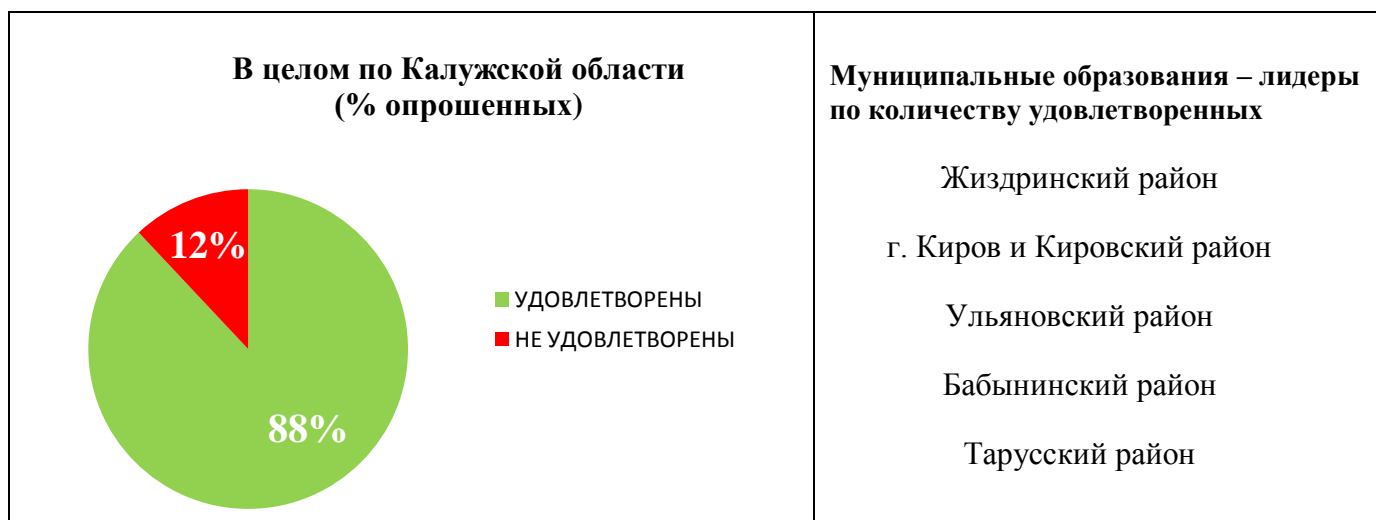 В целом по Калужской области
(% опрошенных)
12%
88%
УДОВЛЕТВОРЕНЫ
НЕ УДОВЛЕТВОРЕНЫ
Муниципальные образования – лидеры
по количеству удовлетворенных
Жиздринский район
г. Киров и Кировский район
Ульяновский район
Бабынинский район
Тарусский район